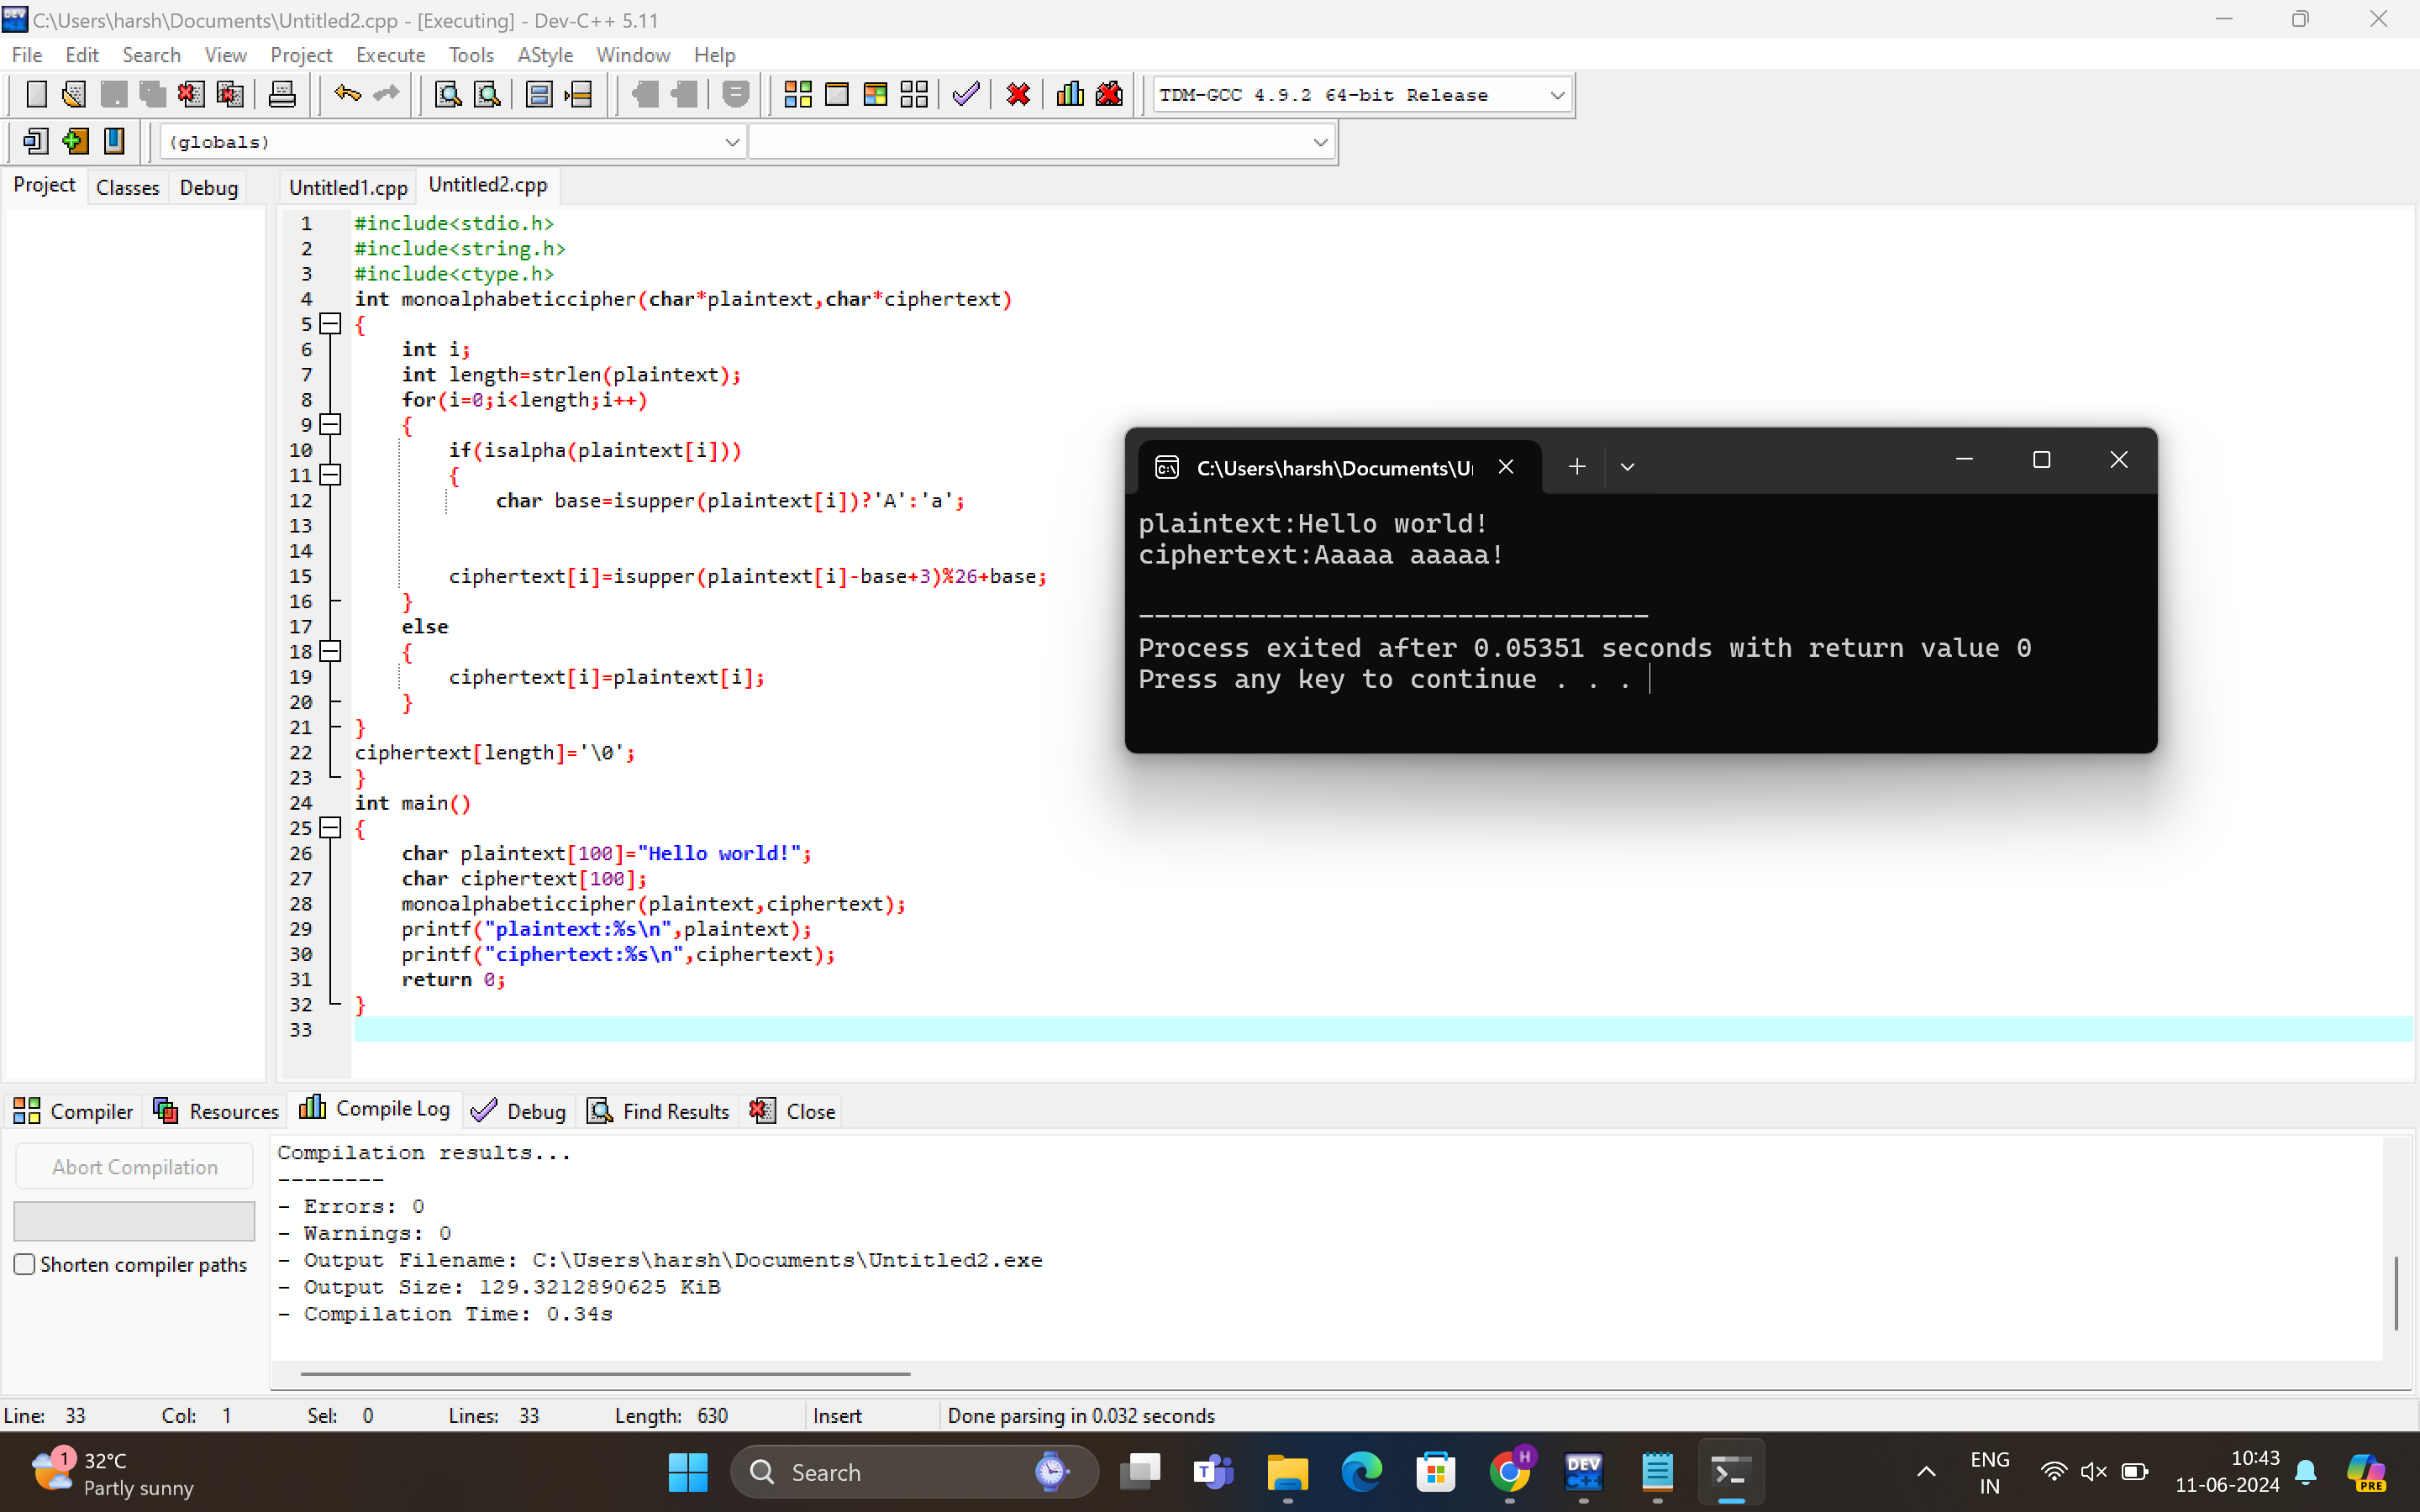 C:\Users\harsh\Documents\Untitled2.cpp - [Executing] - Dev-C++ 5.11
File Edit Search View Project Execute Tools AStyle Window Help
TDM-GCC 4.9.2 64-bit Release
(globals)
Project Classes Debug Untitled1.cpp Untitled2.cpp
1 #include<stdio.h>
2 #include<string.h>
3 #include<ctype.h>
4 int monoalphabeticcipher(char*plaintext,char*ciphertext)
5 {
6 int i;
7 int length=strlen(plaintext);
8 for(i=0;i<length;i++)
9 {
10 if(isalpha(plaintext[i]))
11 {
12 char base=isupper(plaintext[i])?'A':'a';
13
14
15 ciphertext[i]=isupper(plaintext[i]-base+3)%26+base;
16 }
17 else
18 {
19 ciphertext[i]=plaintext[i];
20 }
21 }
22 ciphertext[length]='\0';
23 }
24 int main()
25 {
26 char plaintext[100]="Hello world!";
27 char ciphertext[100];
28 monoalphabeticcipher(plaintext,ciphertext);
29 printf("plaintext:%s\n",plaintext);
30 printf("ciphertext:%s\n",ciphertext);
31 return 0;
32 }
33
C:\Users\harsh\Documents\U
plaintext:Hello world!
ciphertext:Aaaaa aaaaa!
--------------------------------
Process exited after 0.05351 seconds with return value 0
Press any key to continue . . .
Compiler Resources Compile Log Debug Find Results Close
Abort Compilation
Shorten compiler paths
Compilation results...
--------
- Errors: 0
- Warnings: 0
- Output Filename: C:\Users\harsh\Documents\Untitled2.exe
- Output Size: 129.3212890625 KiB
- Compilation Time: 0.34s
Line: 33 Col: 1 Sel: 0 Lines: 33 Length: 630 Insert Done parsing in 0.032 seconds
1 32°C
Partly sunny
Search
H
DEV C++
ENG
IN
10:43
11-06-2024
PRE